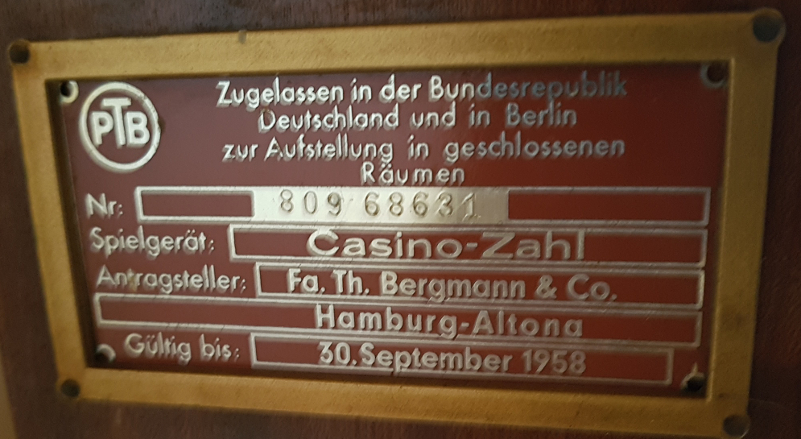 PTB
Zugelassen in der Bundesrepublik
Deutschland und in Berlin
zur Aufstellung in geschlossenen
Räumen
Nr: 809 68631
Spielgerät: Casino-Zahl
Antragsteller: Fa. Th. Bergmann & Co.
Hamburg-Altona
Gültig bis: 30. September 1958